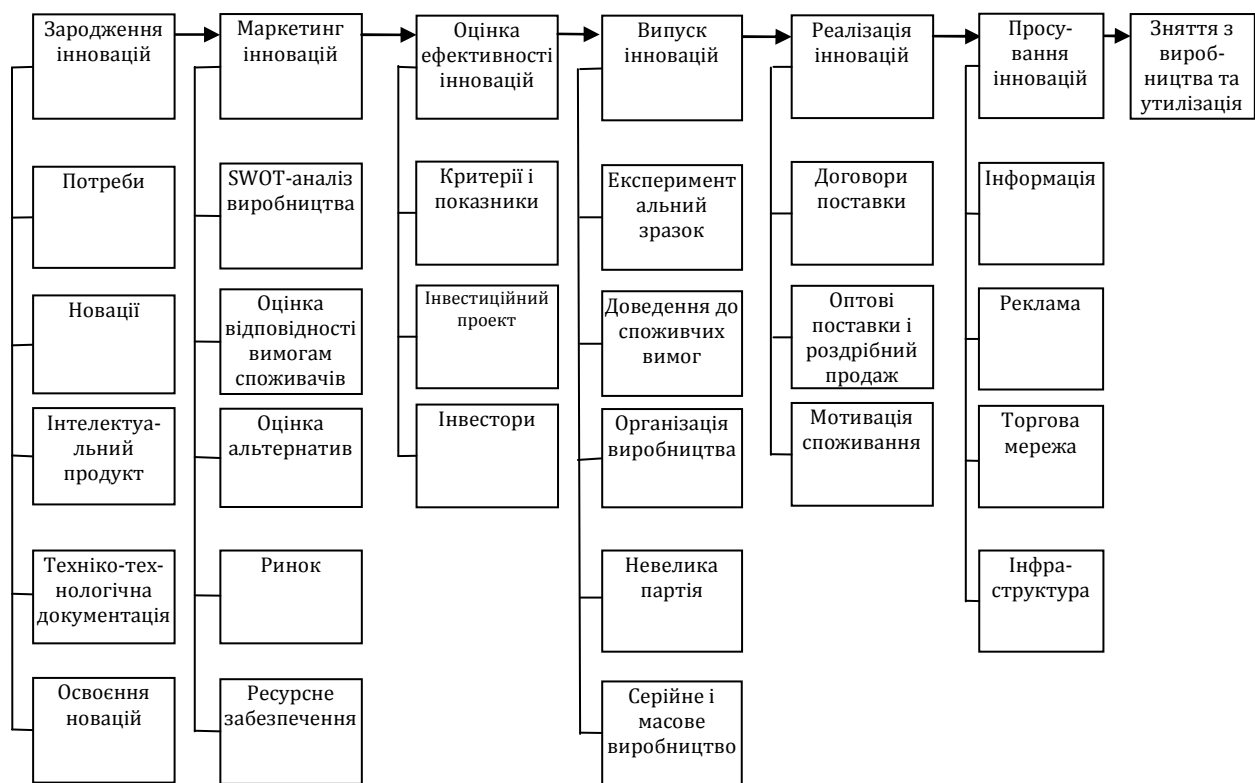 Зародження
інновацій
Маркетинг
інновацій
Оцінка
ефективності
інновацій
Випуск
інновацій
Реалізація
інновацій
Просу-
вання
інновацій
Зняття з
вироб-
ництва та
утилізація
Потреби
SWOT-аналіз
виробництва
Критерії і
показники
Експеримент
альний
зразок
Договори
поставки
Інформація
Новації
Оцінка
відповідності
вимогам
споживачів
Інвестиційний
проект
Доведення до
споживчих
вимог
Оптові
поставки і
роздрібний
продаж
Реклама
Інтелектуа-
льний
продукт
Оцінка
альтернатив
Інвестори
Організація
виробництва
Мотивація
споживання
Торгова
мережа
Техніко-тех-
нологічна
документація
Ринок
Невелика
партія
Інфра-
структура
Освоєння
новацій
Ресурсне
забезпечення
Серійне і
масове
виробництво